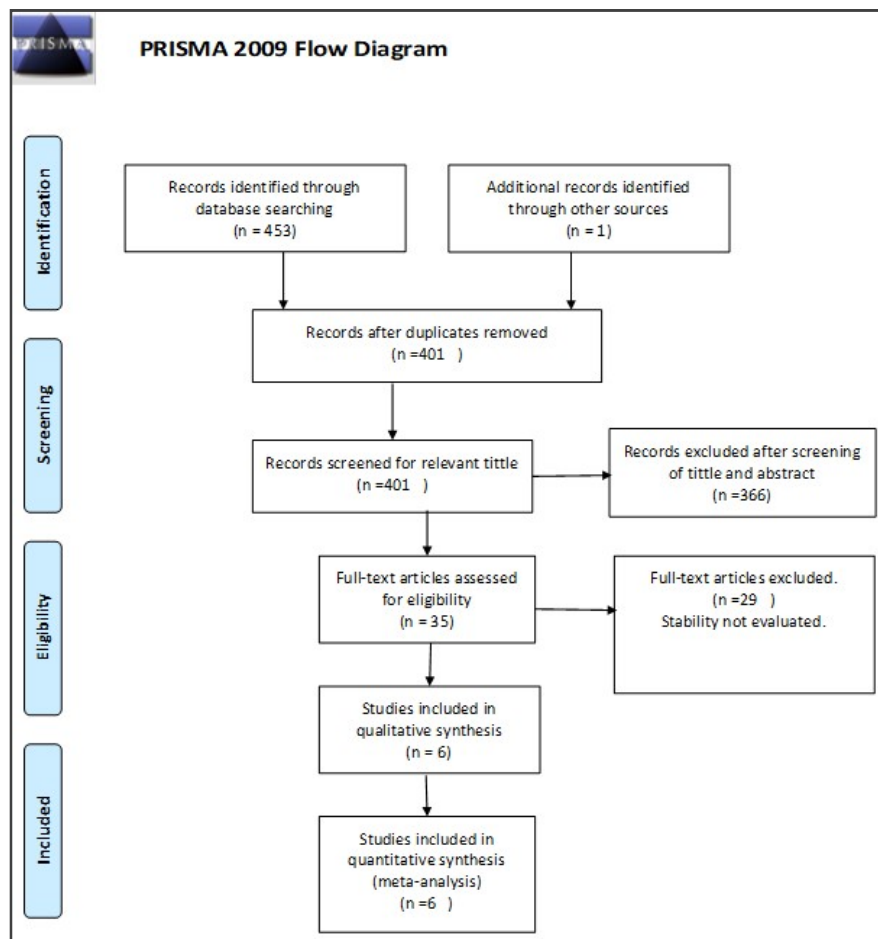 PRISMA
PRISMA 2009 Flow Diagram
Identification
Records identified through
database searching
(n = 453)
Additional records identified
through other sources
(n = 1)
Records after duplicates removed
(n =401 )
Screening
Records screened for relevant tittle
(n =401 )
Records excluded after screening
of tittle and abstract
(n =366)
Eligibility
Full-text articles assessed
for eligibility
(n = 35)
Full-text articles excluded.
(n =29 )
Stability not evaluated.
Studies included in
qualitative synthesis
(n = 6)
Included
Studies included in
quantitative synthesis
(meta-analysis)
(n =6 )